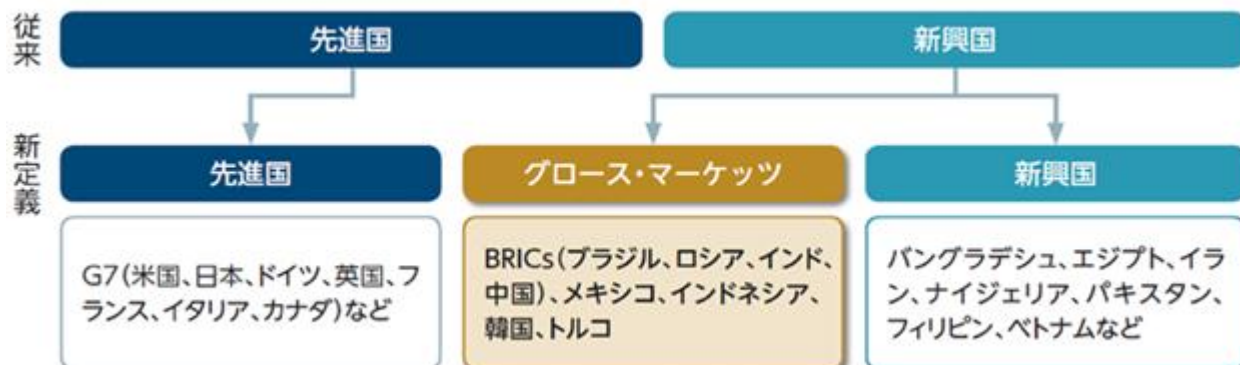 従来
先進国
新興国
新定義
先進国
グロース・マーケッツ
新興国
G7(米国、日本、ドイツ、英国、フ
ランス、イタリア、カナダ)など
BRICs(ブラジル、ロシア、インド、
中国)、メキシコ、インドネシア、
韓国、トルコ
バングラデシュ、エジプト、イラ
ン、ナイジェリア、パキスタン、
フィリピン、ベトナムなど